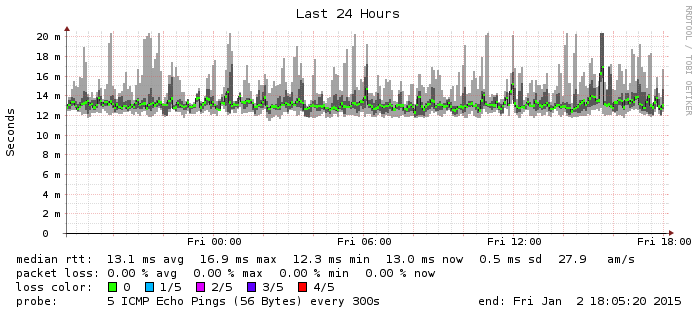 Last 24 Hours
RRDTOOL / TOBI OETIKER
Seconds
20 m
18 m
16 m
14 m
12 m
10 m
8 m
6 m
4 m
2 m
0
Fri 00:00 Fri 06:00 Fri 12:00 Fri 18:00
median rtt: 13.1 ms avg 16.9 ms max 12.3 ms min 13.0 ms now 0.5 ms sd 27.9 am/s
packet loss: 0.00 % avg 0.00 % max 0.00 % min 0.00 % now
loss color: 0 1/5 2/5 3/5 4/5
probe: 5 ICMP Echo Pings (56 Bytes) every 300s end: Fri Jan 2 18:05:20 2015